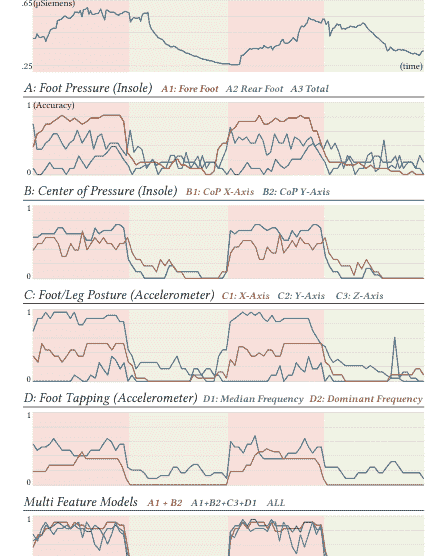 .65 (μSiemens)
.25 (time)
A: Foot Pressure (Insole) A1: Fore Foot A2 Rear Foot A3 Total
1 (Accuracy)
0
B: Center of Pressure (Insole) B1: CoP X-Axis B2: CoP Y-Axis
1
0
C: Foot/Leg Posture (Accelerometer) C1: X-Axis C2: Y-Axis C3: Z-Axis
1
0
D: Foot Tapping (Accelerometer) D1: Median Frequency D2: Dominant Frequency
1
0
Multi Feature Models A1 + B2 A1+B2+C3+D1 ALL
1